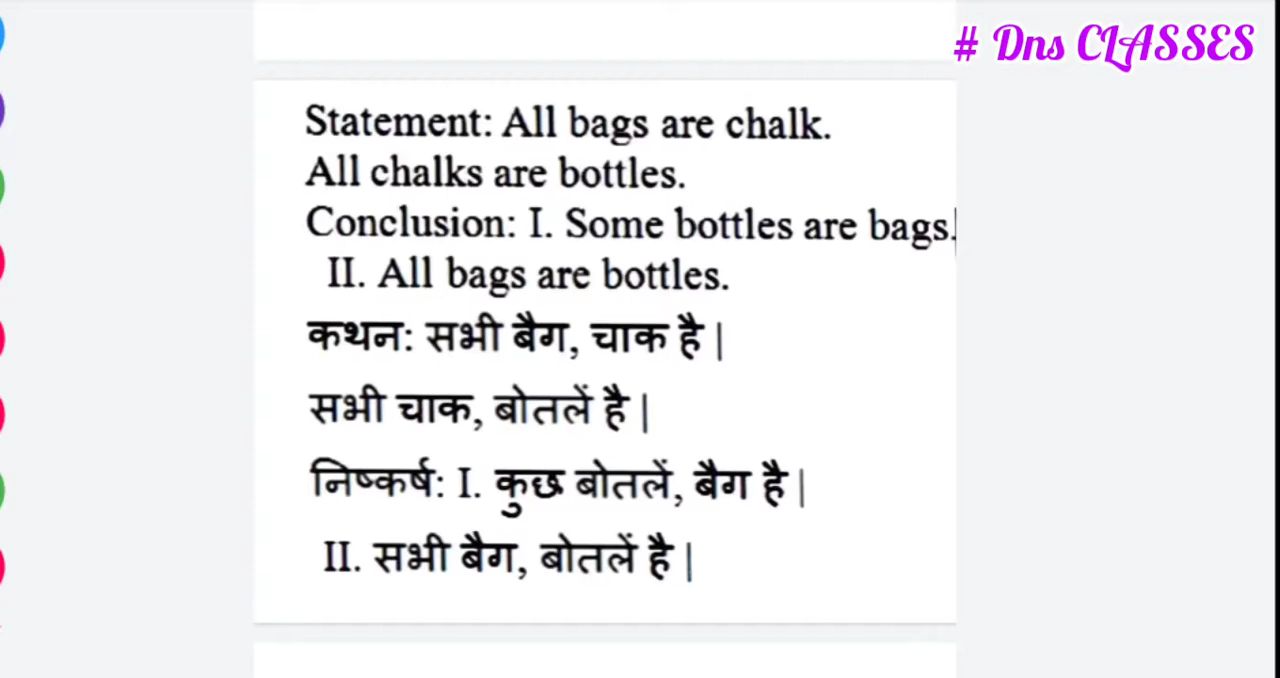 # Dns CLASSES
Statement: All bags are chalk.
All chalks are bottles.
Conclusion: I. Some bottles are bags.
II. All bags are bottles.
कथन: सभी बैग, चाक है |
सभी चाक, बोतलें है |
निष्कर्ष: I. कुछ बोतलें, बैग है |
II. सभी बैग, बोतलें है |